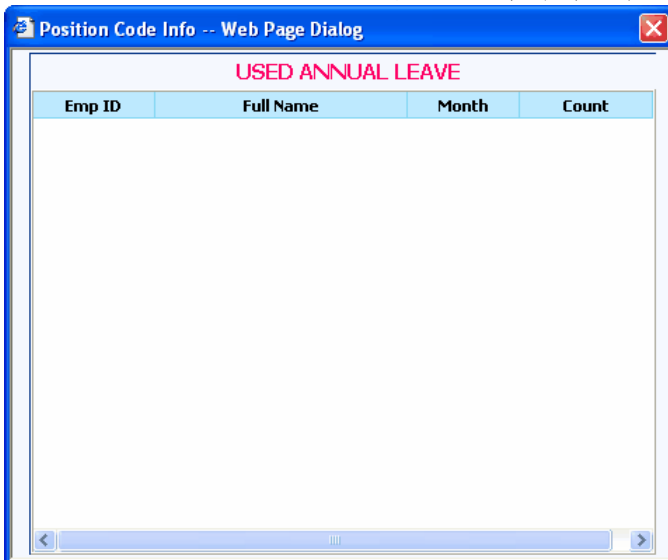 Position Code Info -- Web Page Dialog
USED ANNUAL LEAVE
Emp ID Full Name Month Count